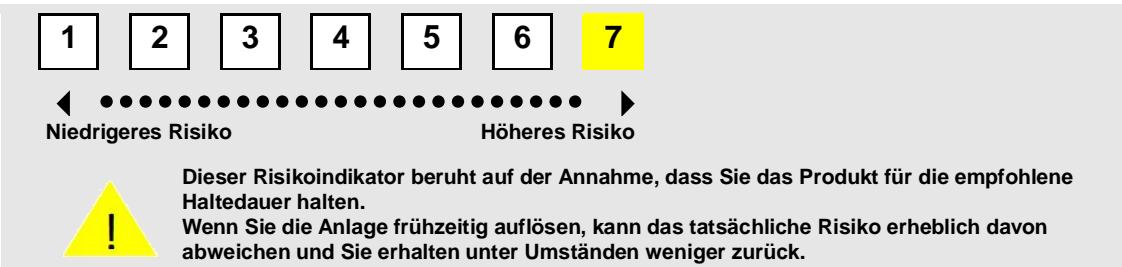 1 2 3 4 5 6 7
Niedrigeres Risiko Höheres Risiko
Dieser Risikoindikator beruht auf der Annahme, dass Sie das Produkt für die empfohlene
Haltedauer halten.
Wenn Sie die Anlage frühzeitig auflösen, kann das tatsächliche Risiko erheblich davon
abweichen und Sie erhalten unter Umständen weniger zurück.
!